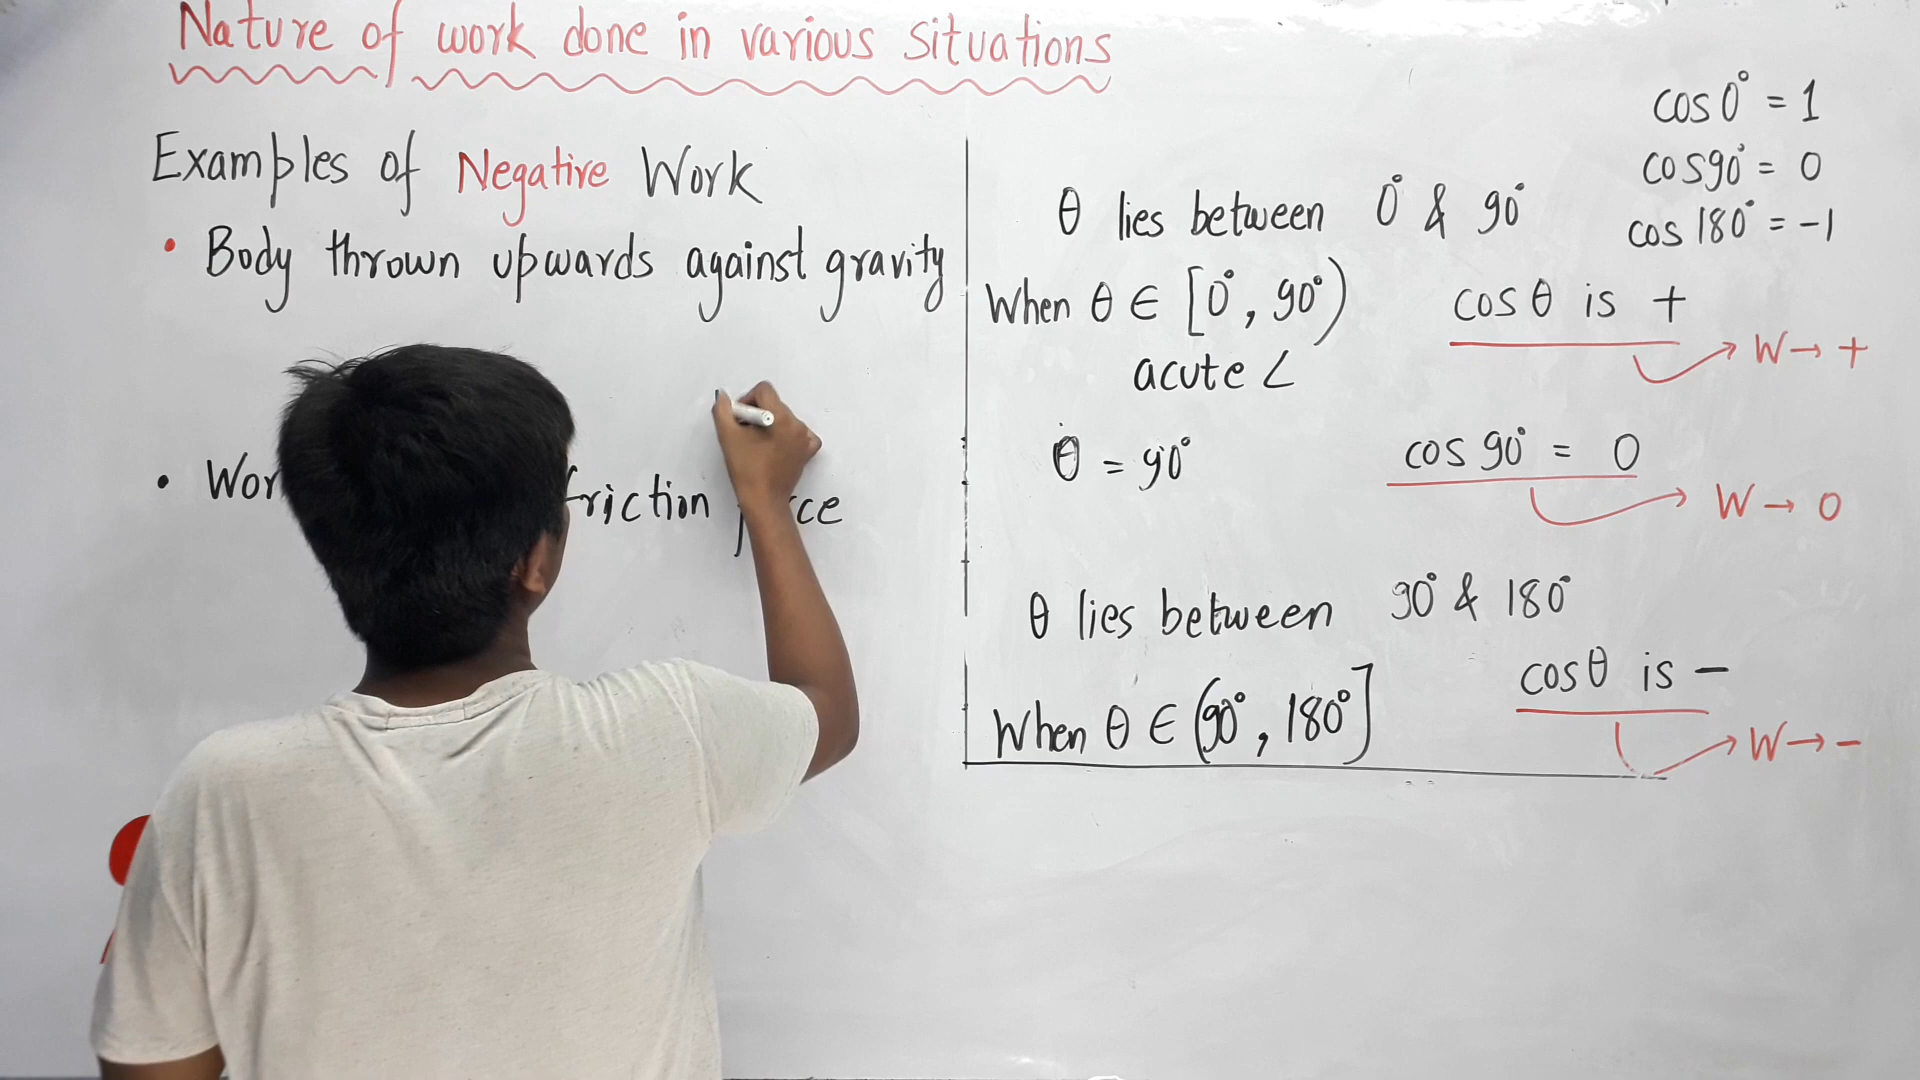 Nature of work done in various situations
Examples of Negative Work
• Body thrown upwards against gravity
• friction
cos 0° = 1
cos 90° = 0
cos 180° = -1
θ lies between 0° & 90°
When θ ∈ [0°, 90°) cos θ is +
W → +
acute ∠
θ = 90° cos 90° = 0
W → 0
θ lies between 90° & 180°
cos θ is -
When θ ∈ (90°, 180°]
W → -